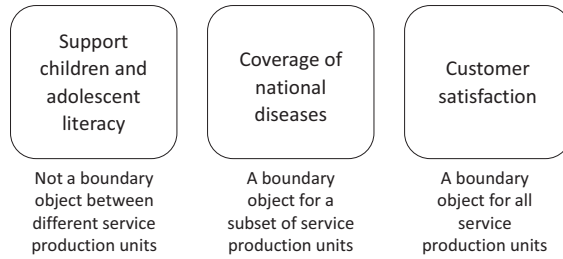 Support
children and
adolescent
literacy
Coverage of
national
diseases
Customer
satisfaction
Not a boundary
object between
different service
production units
A boundary
object for a
subset of service
production units
A boundary
object for all
service
production units